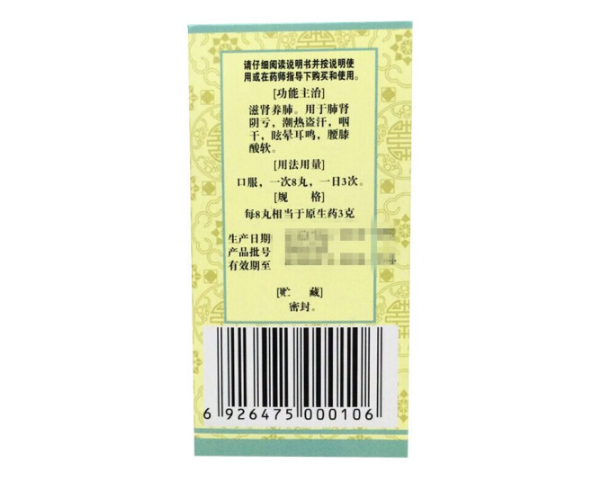 请仔细阅读说明书并按说明使
用或在药师指导下购买和使用。
[功能主治]
滋肾养肺。用于肺肾
阴亏，潮热盗汗，咽
干，眩晕耳鸣，腰膝
酸软。
[用法用量]
口服，一次8丸，一日3次。
[规 格]
每8丸相当于原生药3克
生产日期
产品批号
有效期至
[贮 藏]
密封。
6 926475 000106